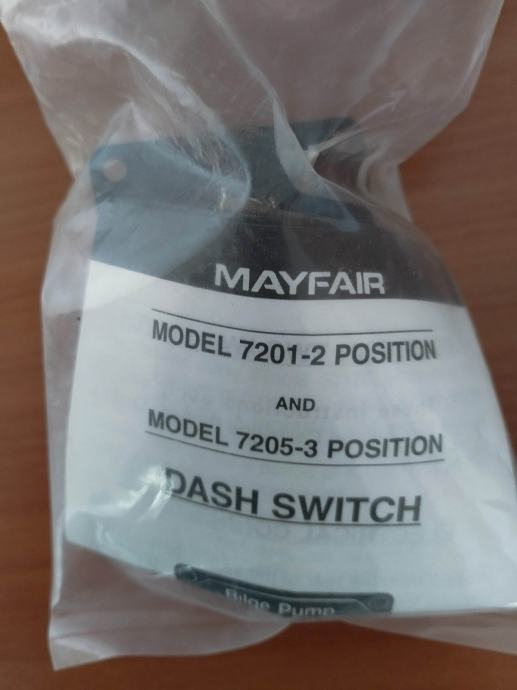 MAYFAIR
MODEL 7201-2 POSITION
AND
MODEL 7205-3 POSITION
DASH SWITCH
Bilge Pump